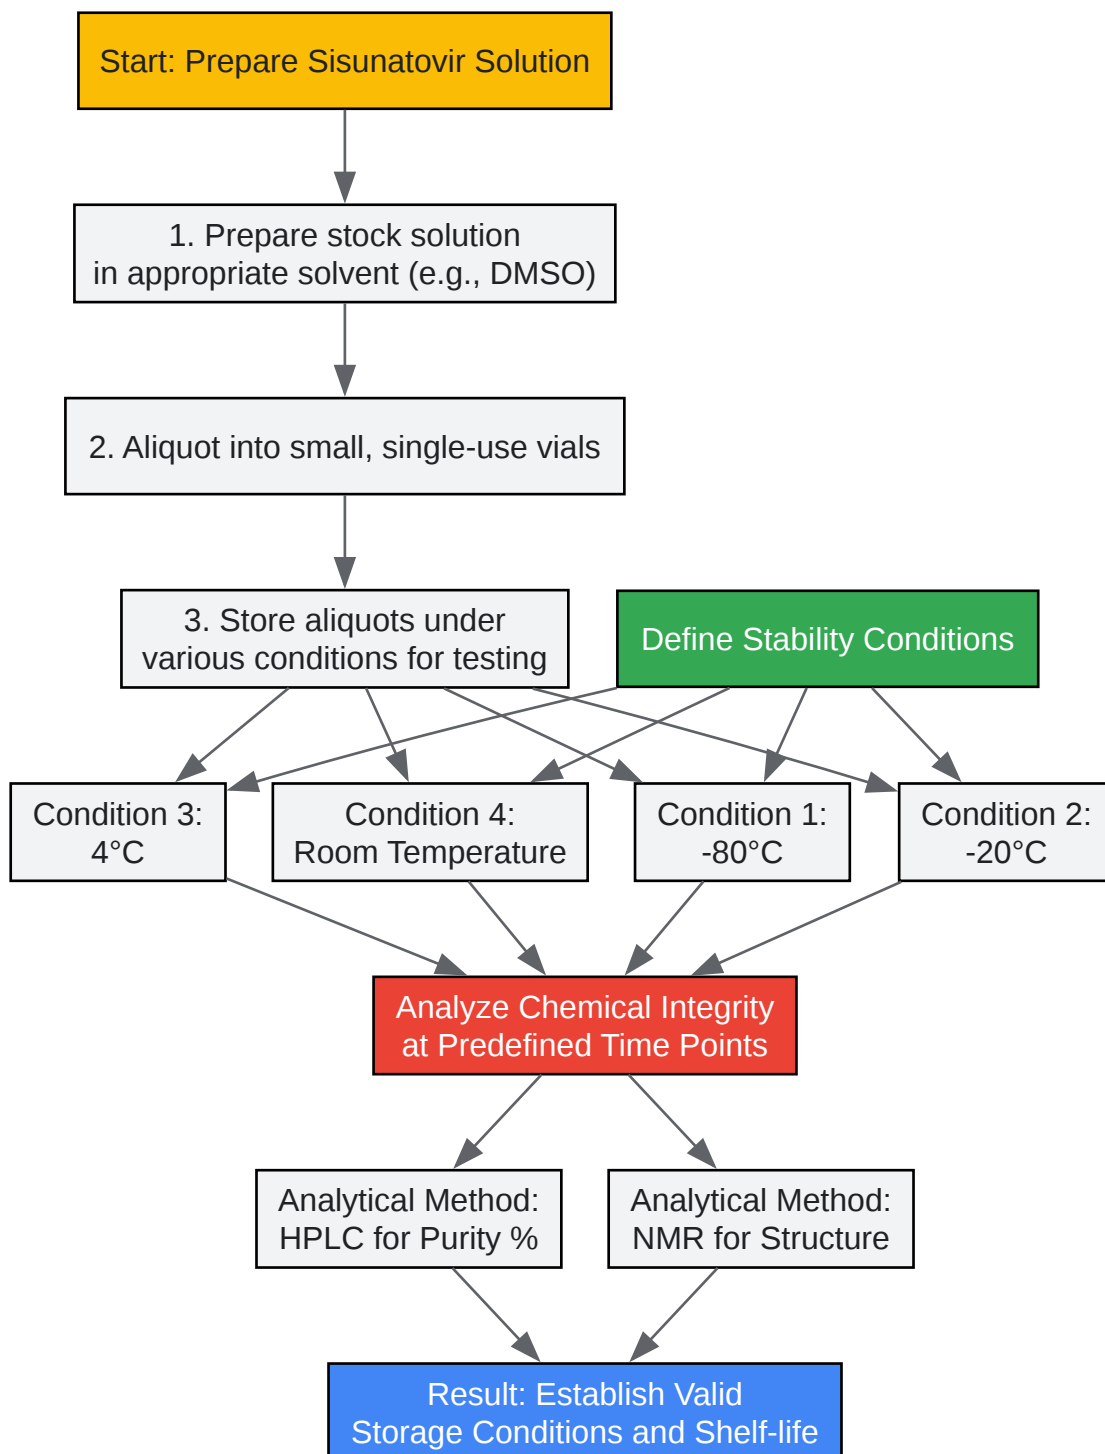 Start: Prepare Sisunatovir Solution
1. Prepare stock solution
in appropriate solvent (e.g., DMSO)
2. Aliquot into small, single-use vials
3. Store aliquots under
various conditions for testing
Define Stability Conditions
Condition 3:
4°C
Condition 4:
Room Temperature
Condition 1:
-80°C
Condition 2:
-20°C
Analyze Chemical Integrity
at Predefined Time Points
Analytical Method:
HPLC for Purity %
Analytical Method:
NMR for Structure
Result: Establish Valid
Storage Conditions and Shelf-life